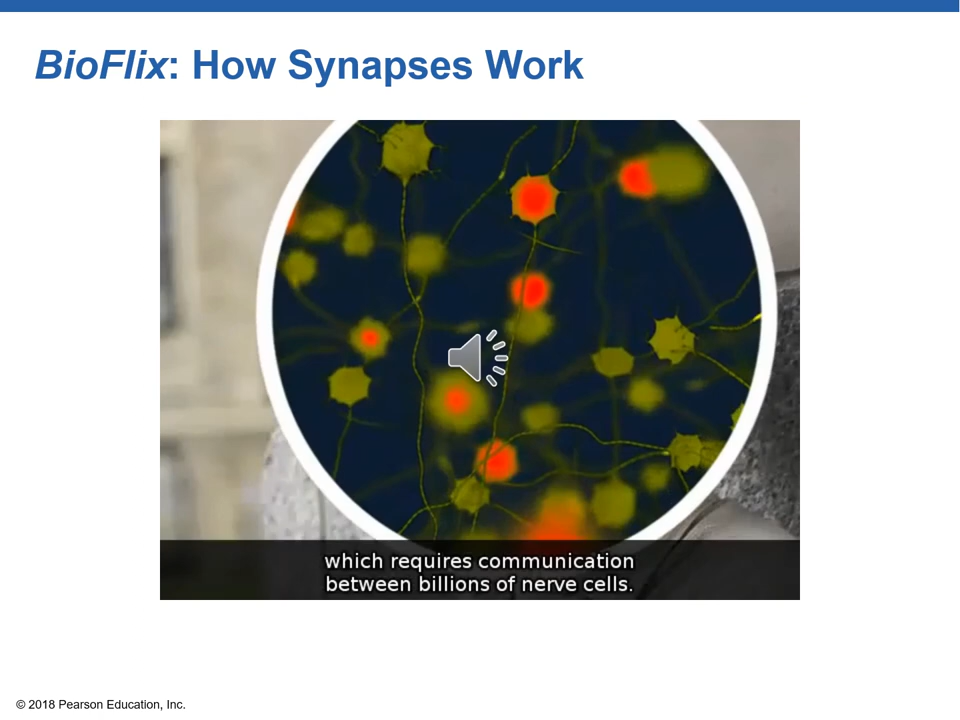 BioFlix: How Synapses Work
which requires communication
between billions of nerve cells.
© 2018 Pearson Education, Inc.